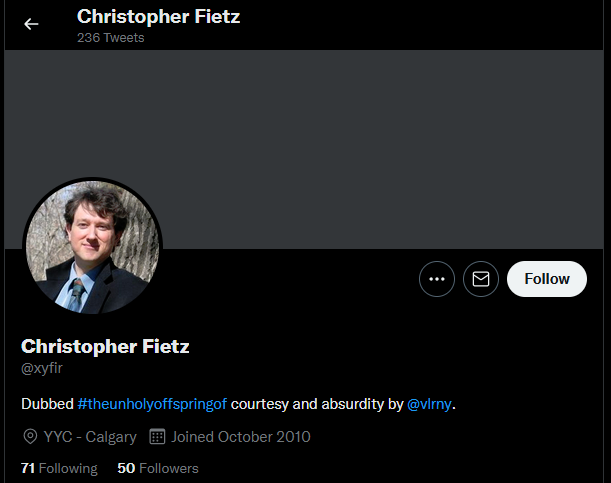 Christopher Fietz
236 Tweets
Follow
Christopher Fietz
@xyfir
Dubbed #theunholyoffspringof courtesy and absurdity by @vlrny.
YYC - Calgary Joined October 2010
71 Following 50 Followers